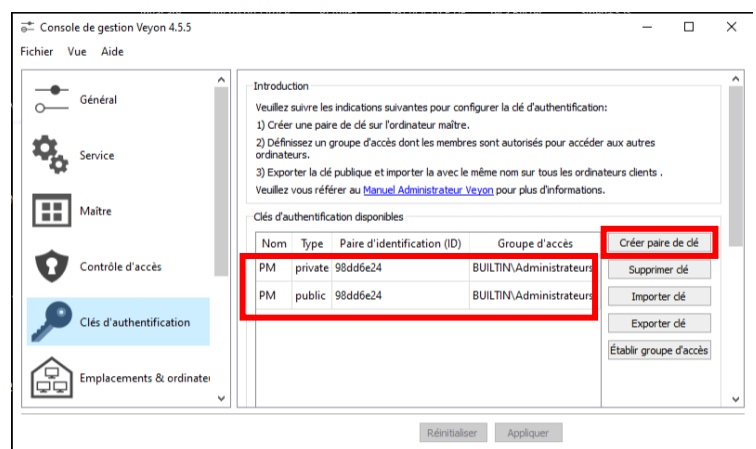 Console de gestion Veyon 4.5.5
Fichier Vue Aide
Général
Service
Maître
Contrôle d'accès
Clés d'authentification
Emplacements & ordinate
Introduction
Veuillez suivre les indications suivantes pour configurer la clé d'authentification:
1) Créer une paire de clé sur l'ordinateur maître.
2) Définissez un groupe d'accès dont les membres sont autorisés pour accéder aux autres
ordinateurs.
3) Exporter la clé publique et importer la avec le même nom sur tous les ordinateurs clients .
Veuillez vous référer au Manuel Administrateur Veyon pour plus d'informations.
Clés d'authentification disponibles
Nom Type Paire d'identification (ID) Groupe d'accès
PM private 98dd6e24 BUILTIN\Administrateurs
PM public 98dd6e24 BUILTIN\Administrateurs
Créer paire de clé
Supprimer clé
Importer clé
Exporter clé
Établir groupe d'accès
Réinitialiser Appliquer